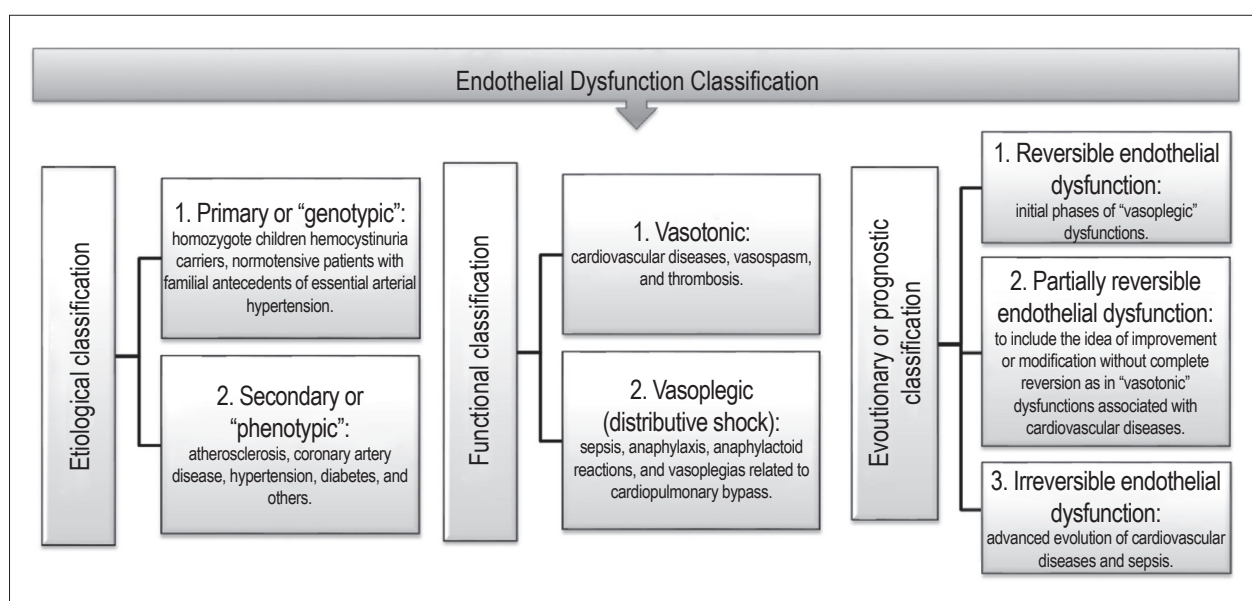 Endothelial Dysfunction Classification
Etiological classification
1. Primary or “genotypic”:
homozygote children hemocystinuria
carriers, normotensive patients with
familial antecedents of essential arterial
hypertension.
2. Secondary or
“phenotypic”:
atherosclerosis, coronary artery
disease, hypertension, diabetes, and
others.
Functional classification
1. Vasotonic:
cardiovascular diseases, vasospasm,
and thrombosis.
2. Vasoplegic
(distributive shock):
sepsis, anaphylaxis, anaphylactoid
reactions, and vasoplegias related to
cardiopulmonary bypass.
Evoutionary or prognostic
classification
1. Reversible endothelial
dysfunction:
initial phases of “vasoplegic”
dysfunctions.
2. Partially reversible
endothelial dysfunction:
to include the idea of improvement
or modification without complete
reversion as in “vasotonic”
dysfunctions associated with
cardiovascular diseases.
3. Irreversible endothelial
dysfunction:
advanced evolution of cardiovascular
diseases and sepsis.